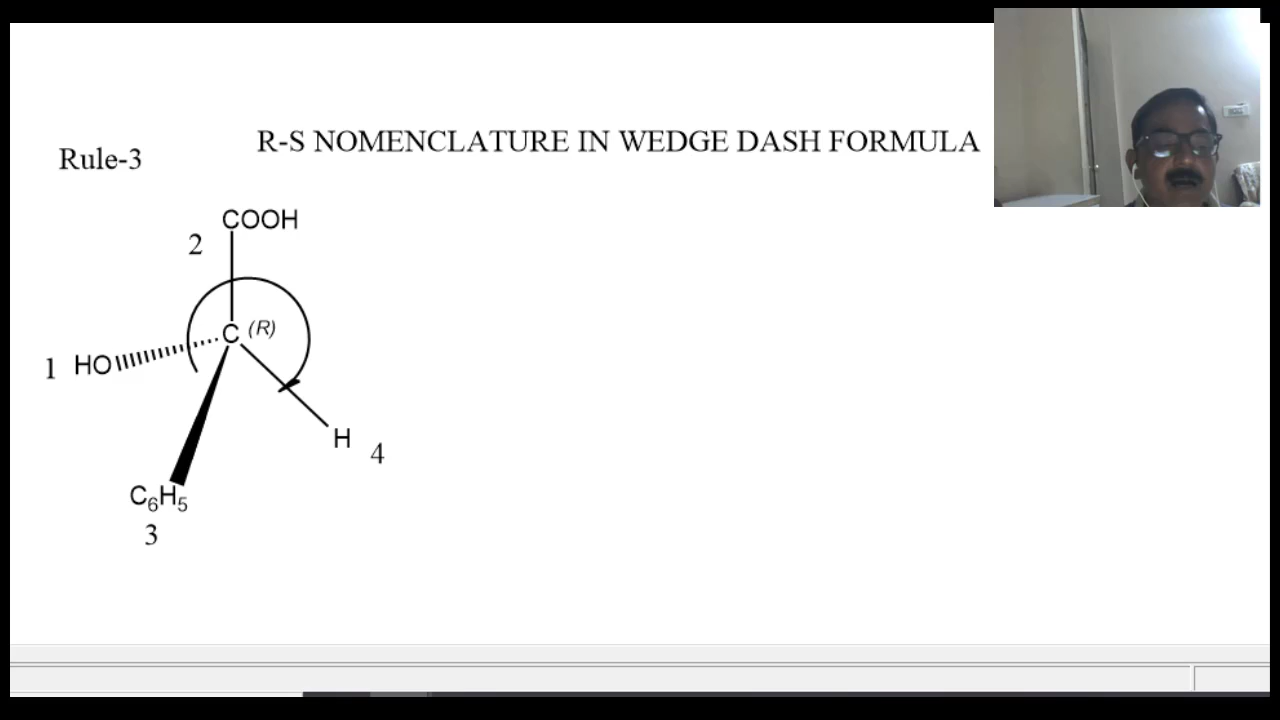 R-S NOMENCLATURE IN WEDGE DASH FORMULA
Rule-3
COOH
2
C (R)
1 HO
H 4
C₆H₅
3